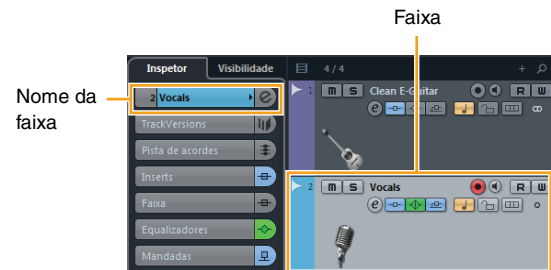 Faixa
Inspetor Visibilidade 4/4 +
Nome da faixa
2 Vocals e
TrackVersions
Pista de acordes
Inserts
Faixa
Equalizadores
Mandadas
1 m S Clean E-Guitar R W
e
2 m S Vocals R W
e